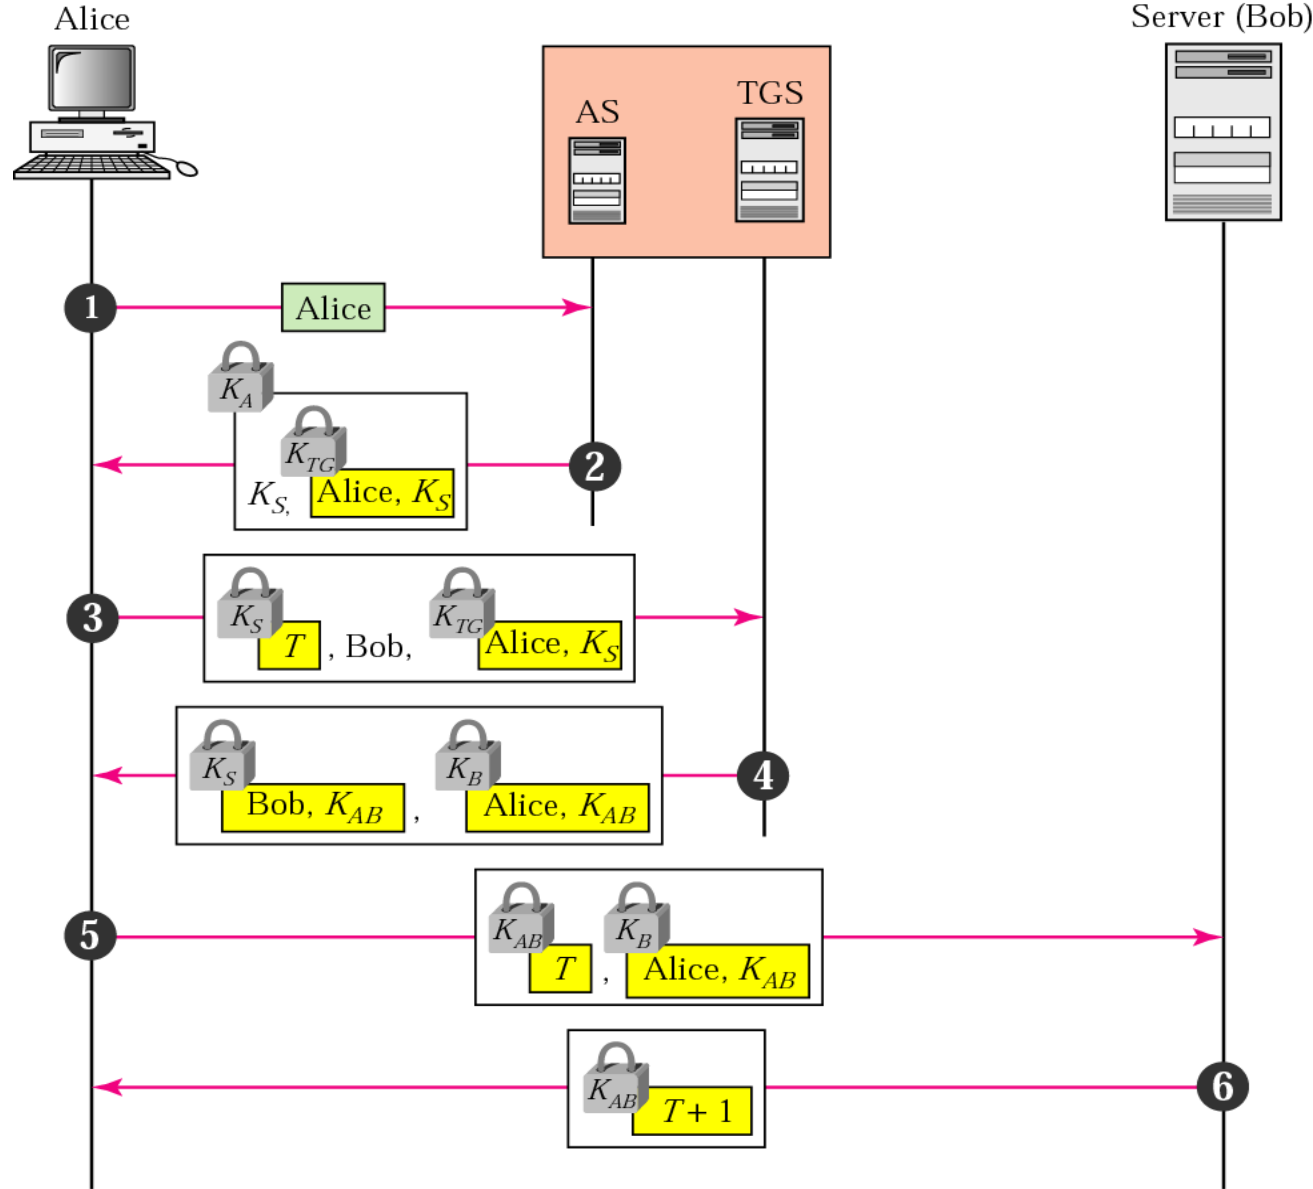 Alice
Server (Bob)
AS
TGS
1
Alice
K_A
K_TG
K_S, Alice, K_S
2
3
K_S
K_TG
T , Bob, Alice, K_S
K_S
K_B
Bob, K_AB , Alice, K_AB
4
5
K_AB
K_B
T , Alice, K_AB
K_AB
T + 1
6